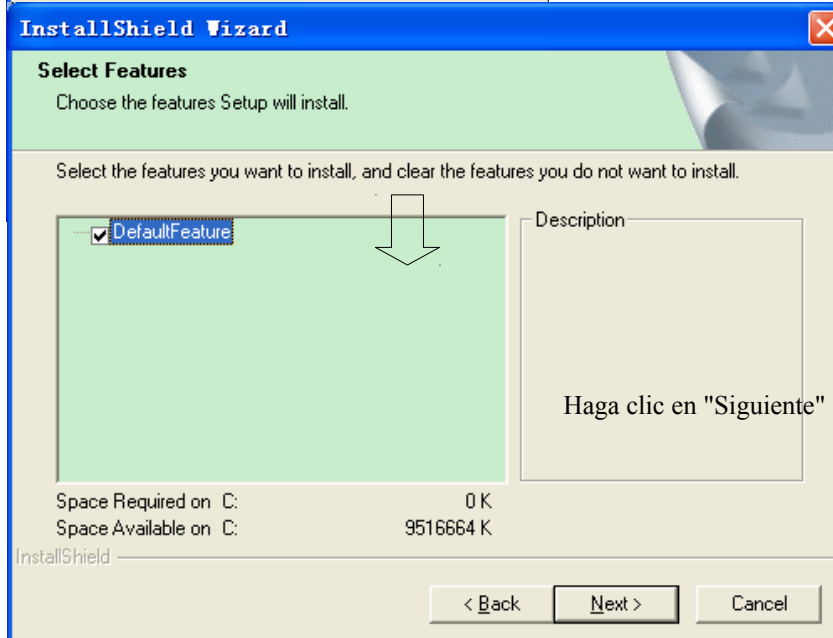 InstallShield Wizard
Select Features
Choose the features Setup will install.
Select the features you want to install, and clear the features you do not want to install.
DefaultFeature
Description
Haga clic en "Siguiente"
Space Required on C: 0 K
Space Available on C: 9516664 K
InstallShield
< Back Next > Cancel